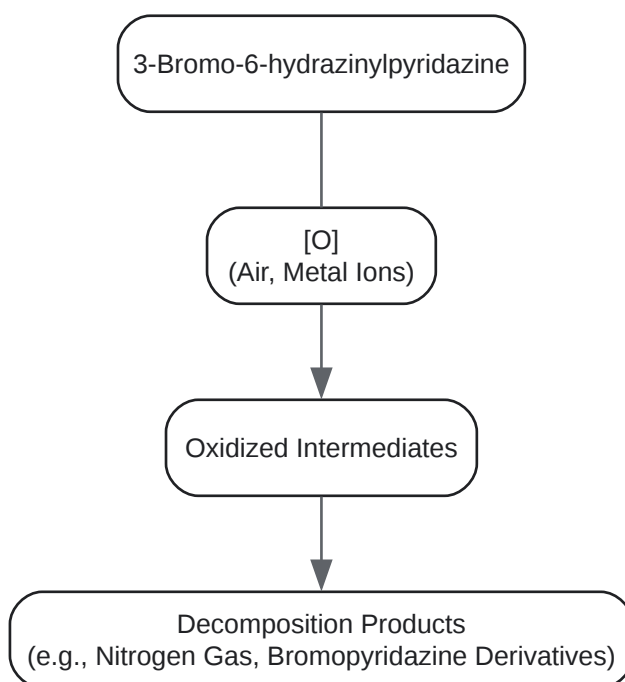 3-Bromo-6-hydrazinylpyridazine
[O]
(Air, Metal Ions)
Oxidized Intermediates
Decomposition Products
(e.g., Nitrogen Gas, Bromopyridazine Derivatives)